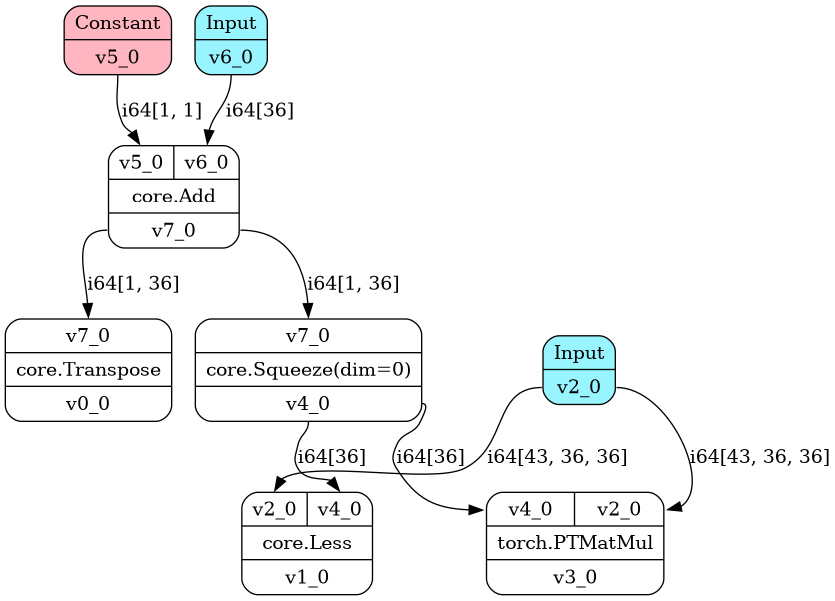 Constant
v5_0
Input
v6_0
i64[1, 1]
i64[36]
v5_0 v6_0
core.Add
v7_0
i64[1, 36]
i64[1, 36]
v7_0
core.Transpose
v0_0
v7_0
core.Squeeze(dim=0)
v4_0
Input
v2_0
i64[36]
i64[36]
i64[43, 36, 36]
i64[43, 36, 36]
v2_0 v4_0
core.Less
v1_0
v4_0 v2_0
torch.PTMatMul
v3_0